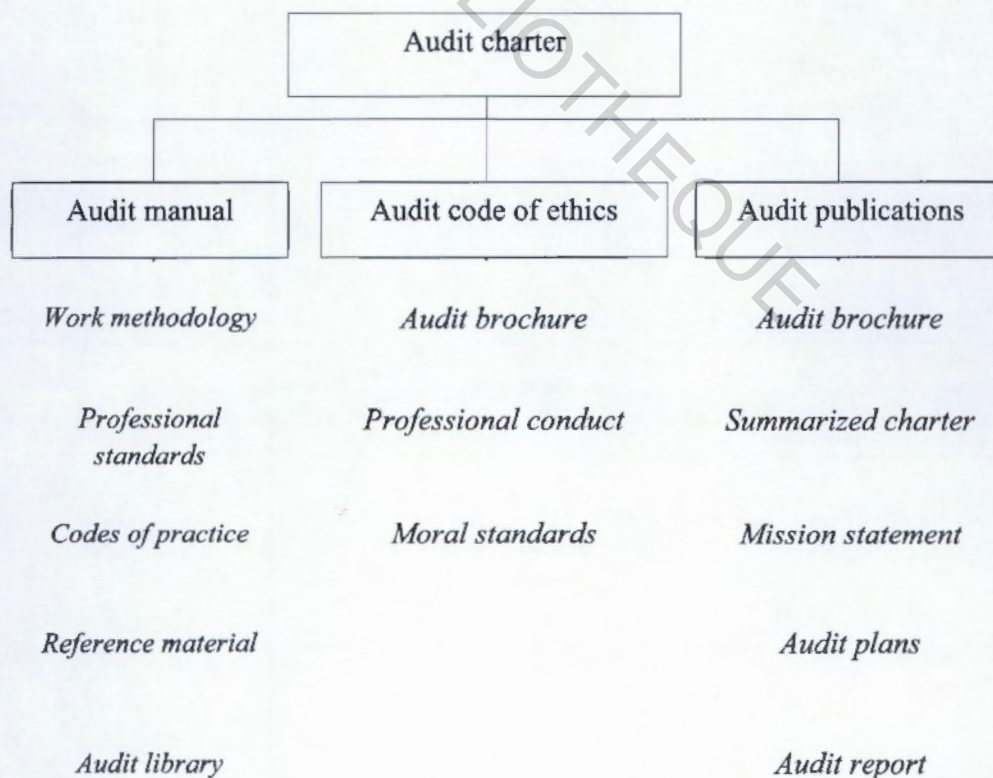 Audit charter
Audit manual
Audit code of ethics
Audit publications
Work methodology
Audit brochure
Audit brochure
Professional
standards
Professional conduct
Summarized charter
Codes of practice
Moral standards
Mission statement
Reference material
Audit plans
Audit library
Audit report
LIOTHEQUE